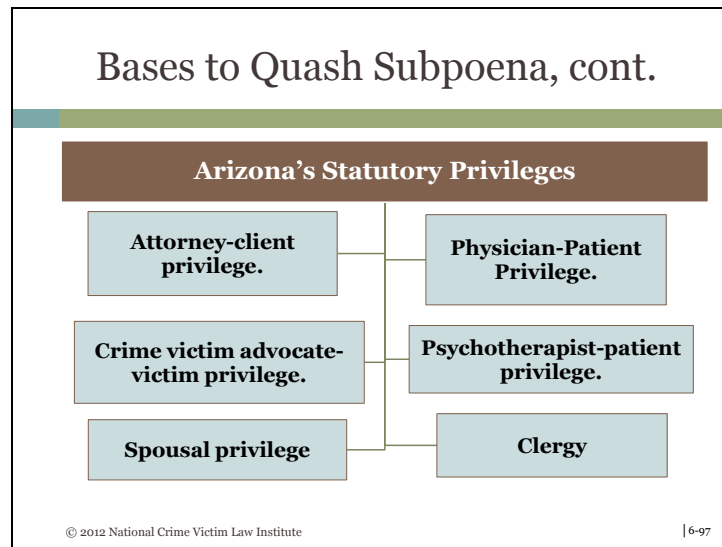 Bases to Quash Subpoena, cont.
Arizona's Statutory Privileges
Attorney-client
privilege.
Physician-Patient
Privilege.
Crime victim advocate-
victim privilege.
Psychotherapist-patient
privilege.
Spousal privilege
Clergy
© 2012 National Crime Victim Law Institute
|6-97